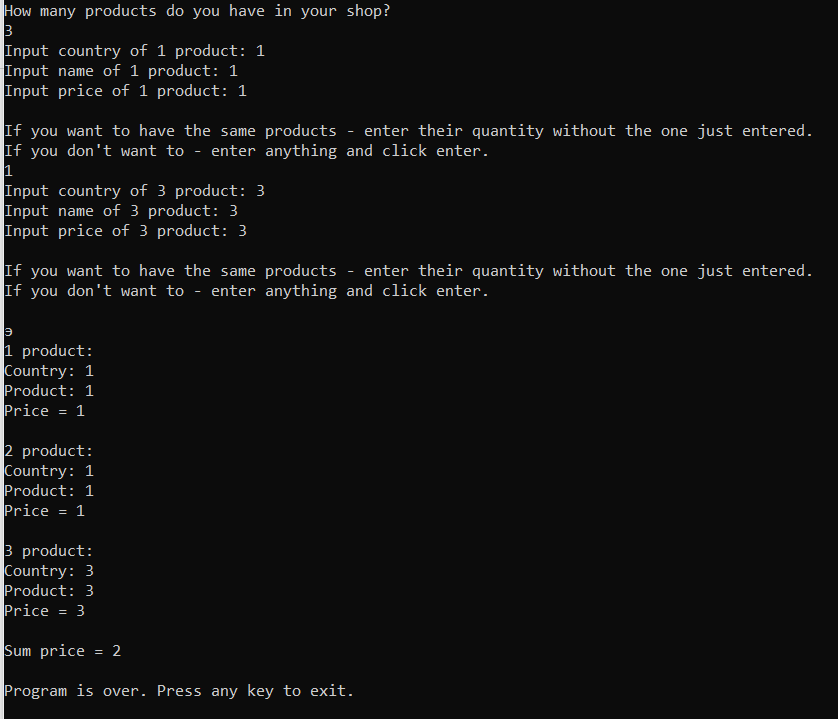 How many products do you have in your shop?
3
Input country of 1 product: 1
Input name of 1 product: 1
Input price of 1 product: 1
If you want to have the same products - enter their quantity without the one just entered.
If you don't want to - enter anything and click enter.
1
Input country of 3 product: 3
Input name of 3 product: 3
Input price of 3 product: 3
If you want to have the same products - enter their quantity without the one just entered.
If you don't want to - enter anything and click enter.
э
1 product:
Country: 1
Product: 1
Price = 1
2 product:
Country: 1
Product: 1
Price = 1
3 product:
Country: 3
Product: 3
Price = 3
Sum price = 2
Program is over. Press any key to exit.